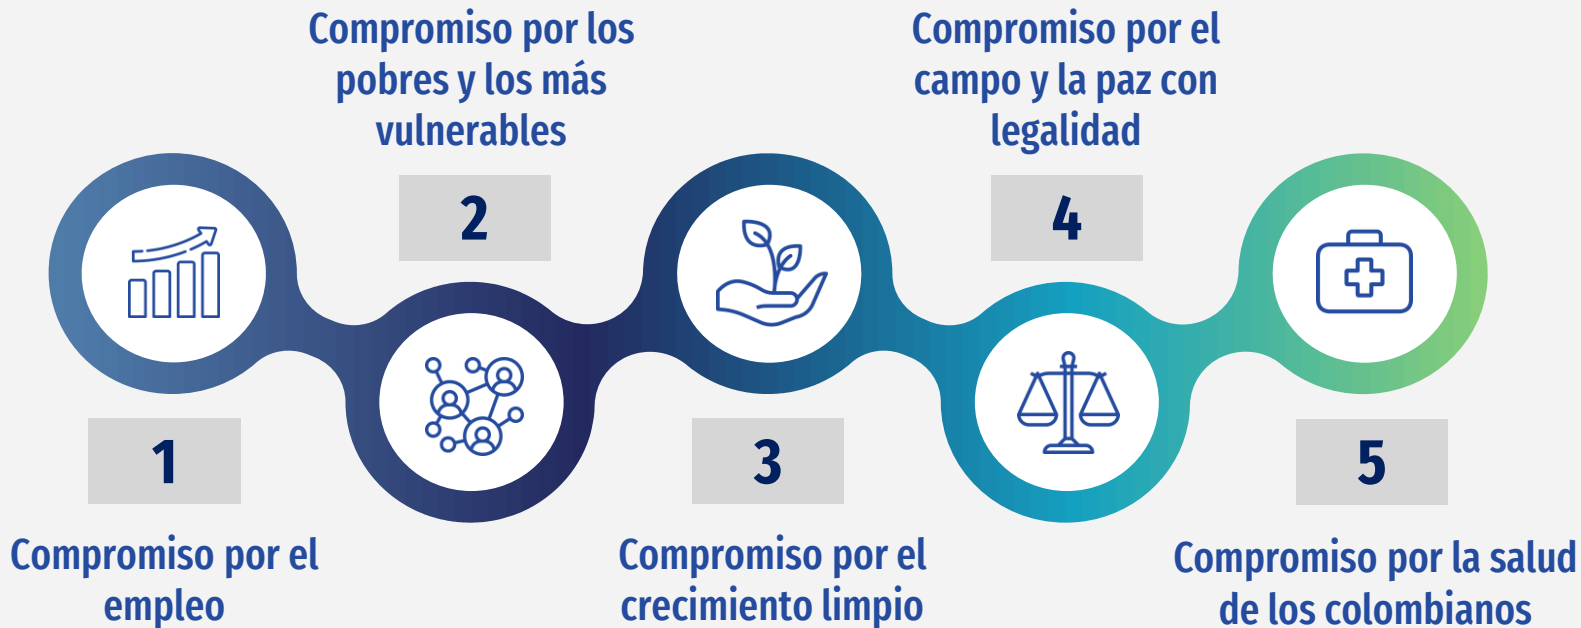 1
Compromiso por el
empleo
Compromiso por los
pobres y los más
vulnerables
2
3
Compromiso por el
crecimiento limpio
Compromiso por el
campo y la paz con
legalidad
4
5
Compromiso por la salud
de los colombianos